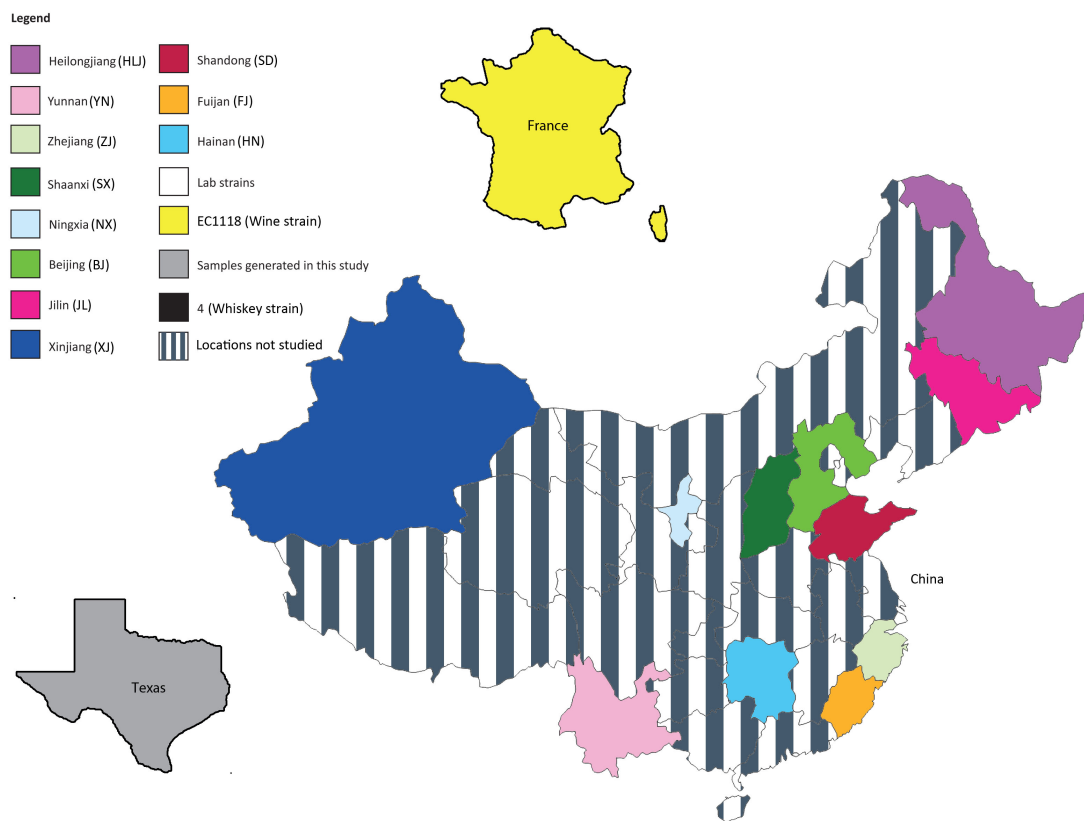 Legend
Heilongjiang (HLJ)
Yunnan (YN)
Zhejiang (ZJ)
Shaanxi (SX)
Ningxia (NX)
Beijing (BJ)
Jilin (JL)
Xinjiang (XJ)
Shandong (SD)
Fuijan (FJ)
Hainan (HN)
Lab strains
EC1118 (Wine strain)
Samples generated in this study
4 (Whiskey strain)
Locations not studied
France
China
Texas